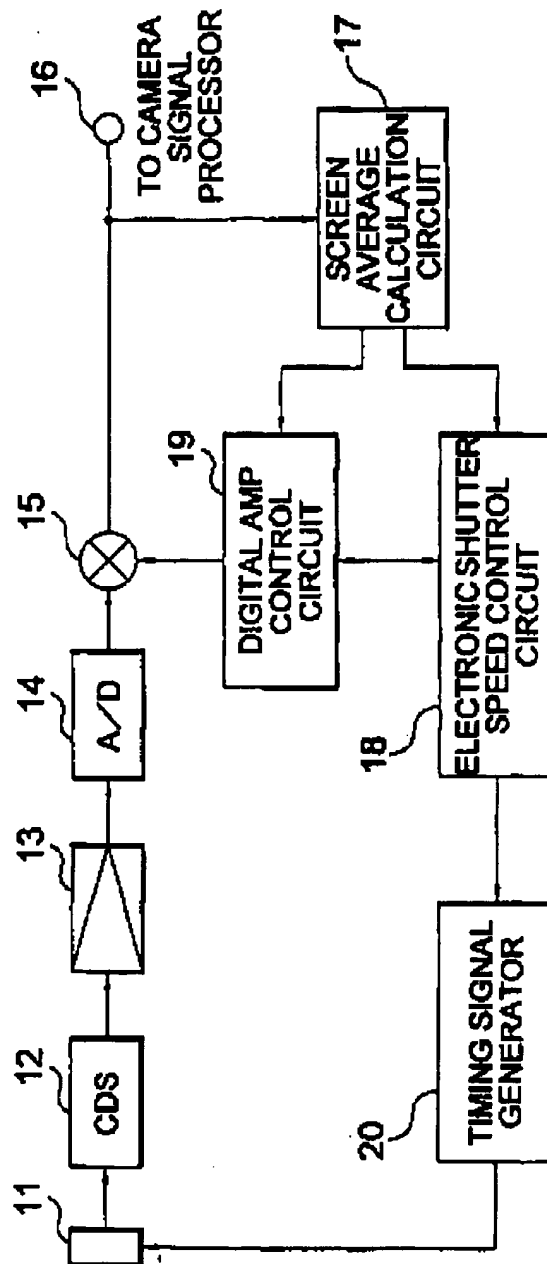 11
12
CDS
13
14
A/D
15
16
TO CAMERA
SIGNAL
PROCESSOR
17
SCREEN
AVERAGE
CALCULATION
CIRCUIT
19
DIGITAL AMP
CONTROL
CIRCUIT
18
ELECTRONIC SHUTTER
SPEED CONTROL
CIRCUIT
20
TIMING SIGNAL
GENERATOR